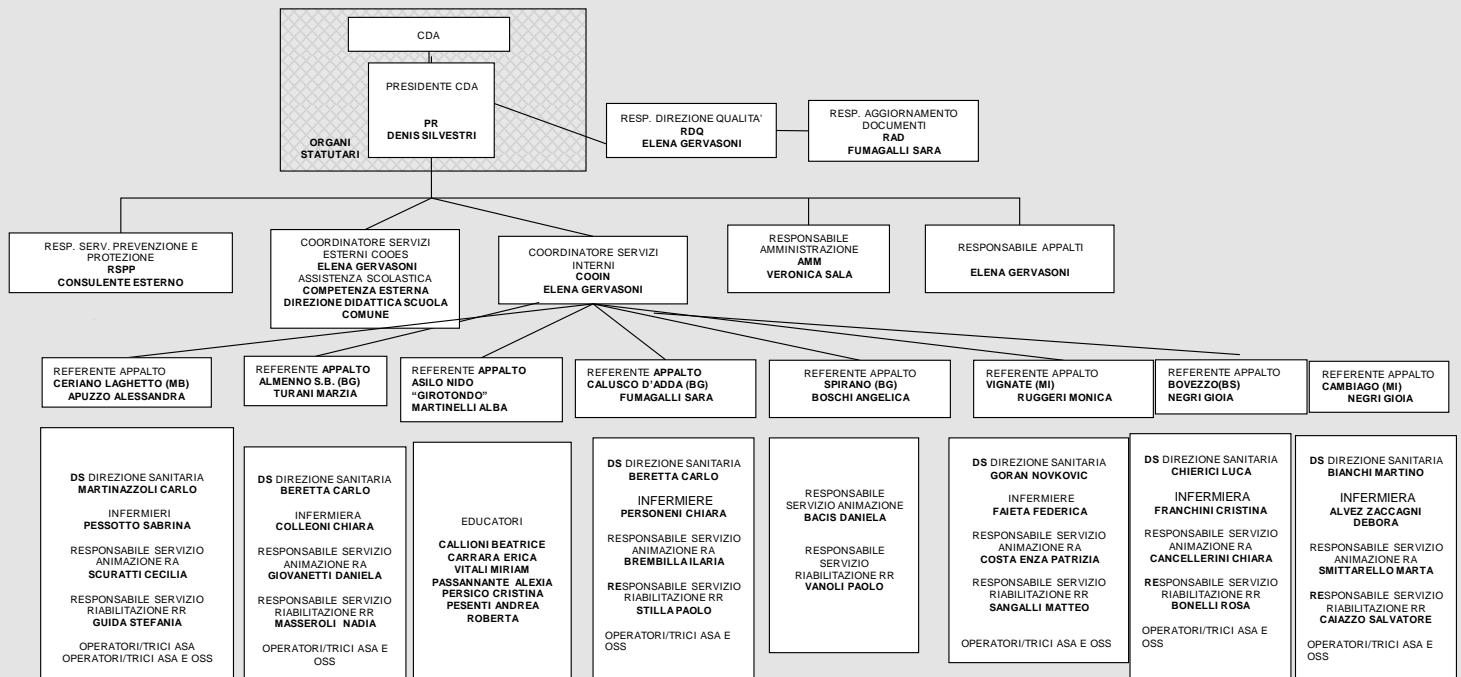 CDA
PRESIDENTE CDA
PR
DENIS SILVESTRI
ORGANI
STATUTARI
RESP. DIREZIONE QUALITA'
RDQ
ELENA GERVASONI
RESP. AGGIORNAMENTO
DOCUMENTI
RAD
FUMAGALLI SARA
RESP. SERV. PREVENZIONE E
PROTEZIONE
RSPP
CONSULENTE ESTERNO
COORDINATORE SERVIZI
ESTERNI COOES
ELENA GERVASONI
ASSISTENZA SCOLASTICA
COMPETENZA ESTERNA
DIREZIONE DIDATTICA SCUOLA
COMUNE
COORDINATORE SERVIZI
INTERNI
COOIN
ELENA GERVASONI
RESPONSABILE
AMMINISTRAZIONE
AMM
VERONICA SALA
RESPONSABILE APPALTI
ELENA GERVASONI
REFERENTE APPALTO
CERIANO LAGHETTO (MB)
APUZZO ALESSANDRA
REFERENTE APPALTO
ALMENNO S.B. (BG)
TURANI MARZIA
REFERENTE APPALTO
ASILO NIDO
“GIROTONDO”
MARTINELLI ALBA
REFERENTE APPALTO
CALUSCO D'ADDA (BG)
FUMAGALLI SARA
REFERENTE APPALTO
SPIRANO (BG)
BOSCHI ANGELICA
REFERENTE APPALTO
VIGNATE (MI)
RUGGERI MONICA
REFERENTE APPALTO
BOVEZZO(BS)
NEGRI GIOIA
REFERENTE APPALTO
CAMBIAGO (MI)
NEGRI GIOIA
DS DIREZIONE SANITARIA
MARTINAZZOLI CARLO
INFERMIERI
PESSOTTO SABRINA
RESPONSABILE SERVIZIO
ANIMAZIONE RA
SCURATTI CECILIA
RESPONSABILE SERVIZIO
RIABILITAZIONE RR
GUIDA STEFANIA
OPERATORI/TRICI ASA
OPERATORI/TRICI ASA E OSS
DS DIREZIONE SANITARIA
BERETTA CARLO
INFERMIERA
COLLEONI CHIARA
RESPONSABILE SERVIZIO
ANIMAZIONE RA
GIOVANETTI DANIELA
RESPONSABILE SERVIZIO
RIABILITAZIONE RR
MASSEROLI NADIA
OPERATORI/TRICI ASA E
OSS
EDUCATORI
CALLIONI BEATRICE
CARRARA ERICA
VITALI MIRIAM
PASSANNANTE ALEXIA
PERSICO CRISTINA
PESENTI ANDREA
ROBERTA
DS DIREZIONE SANITARIA
BERETTA CARLO
INFERMIERE
PERSONENI CHIARA
RESPONSABILE SERVIZIO
ANIMAZIONE RA
BREMBILLA ILARIA
RESPONSABILE SERVIZIO
RIABILITAZIONE RR
STILLA PAOLO
OPERATORI/TRICI ASA E
OSS
RESPONSABILE
SERVIZIO ANIMAZIONE
BACIS DANIELA
RESPONSABILE
SERVIZIO
RIABILITAZIONE RR
VANOLI PAOLO
DS DIREZIONE SANITARIA
GORAN NOVKOVIC
INFERMIERE
FAIETA FEDERICA
RESPONSABILE SERVIZIO
ANIMAZIONE RA
COSTA ENZA PATRIZIA
RESPONSABILE SERVIZIO
RIABILITAZIONE RR
SANGALLI MATTEO
OPERATORI/TRICI ASA E OSS
DS DIREZIONE SANITARIA
CHIERICI LUCA
INFERMIERA
FRANCHINI CRISTINA
RESPONSABILE SERVIZIO
ANIMAZIONE RA
CANCELLERINI CHIARA
RESPONSABILE SERVIZIO
RIABILITAZIONE RR
BONELLI ROSA
OPERATORI/TRICI ASA E
OSS
DS DIREZIONE SANITARIA
BIANCHI MARTINO
INFERMIERA
ALVEZ ZACCAGNI
DEBORA
RESPONSABILE SERVIZIO
ANIMAZIONE RA
SMITTARELLO MARTA
RESPONSABILE SERVIZIO
RIABILITAZIONE RR
CAIAZZO SALVATORE
OPERATORI/TRICI ASA E
OSS